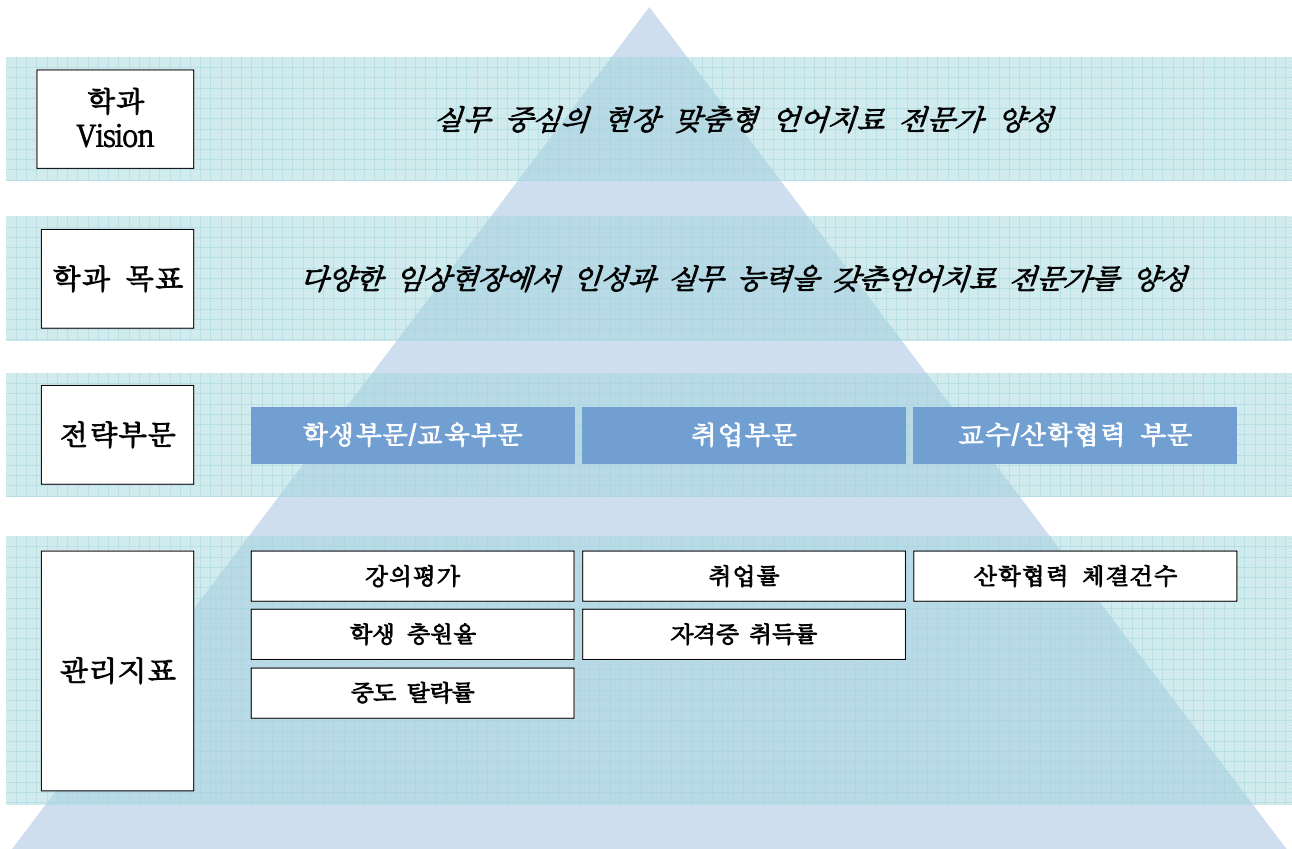 학과
Vision
실무 중심의 현장 맞춤형 언어치료 전문가 양성
학과 목표
다양한 임상현장에서 인성과 실무 능력을 갖춘언어치료 전문가를 양성
전략부문
학생부문/교육부문
취업부문
교수/산학협력 부문
관리지표
강의평가
취업률
산학협력 체결건수
학생 충원율
자격증 취득률
중도 탈락률